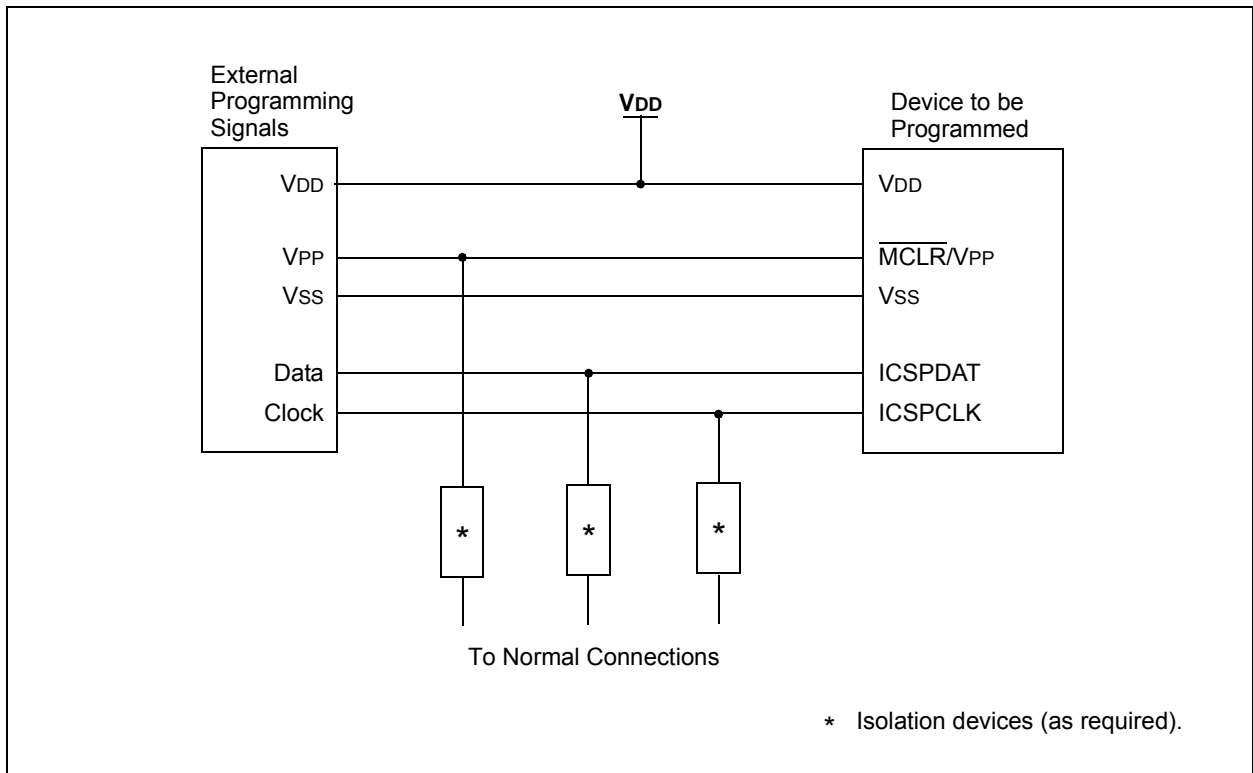 External
Programming
Signals
VDD
Device to be
Programmed
VDD
VPP
VSS
Data
Clock
VDD
MCLR/VPP
VSS
ICSPDAT
ICSPCLK
*
*
*
To Normal Connections
* Isolation devices (as required).